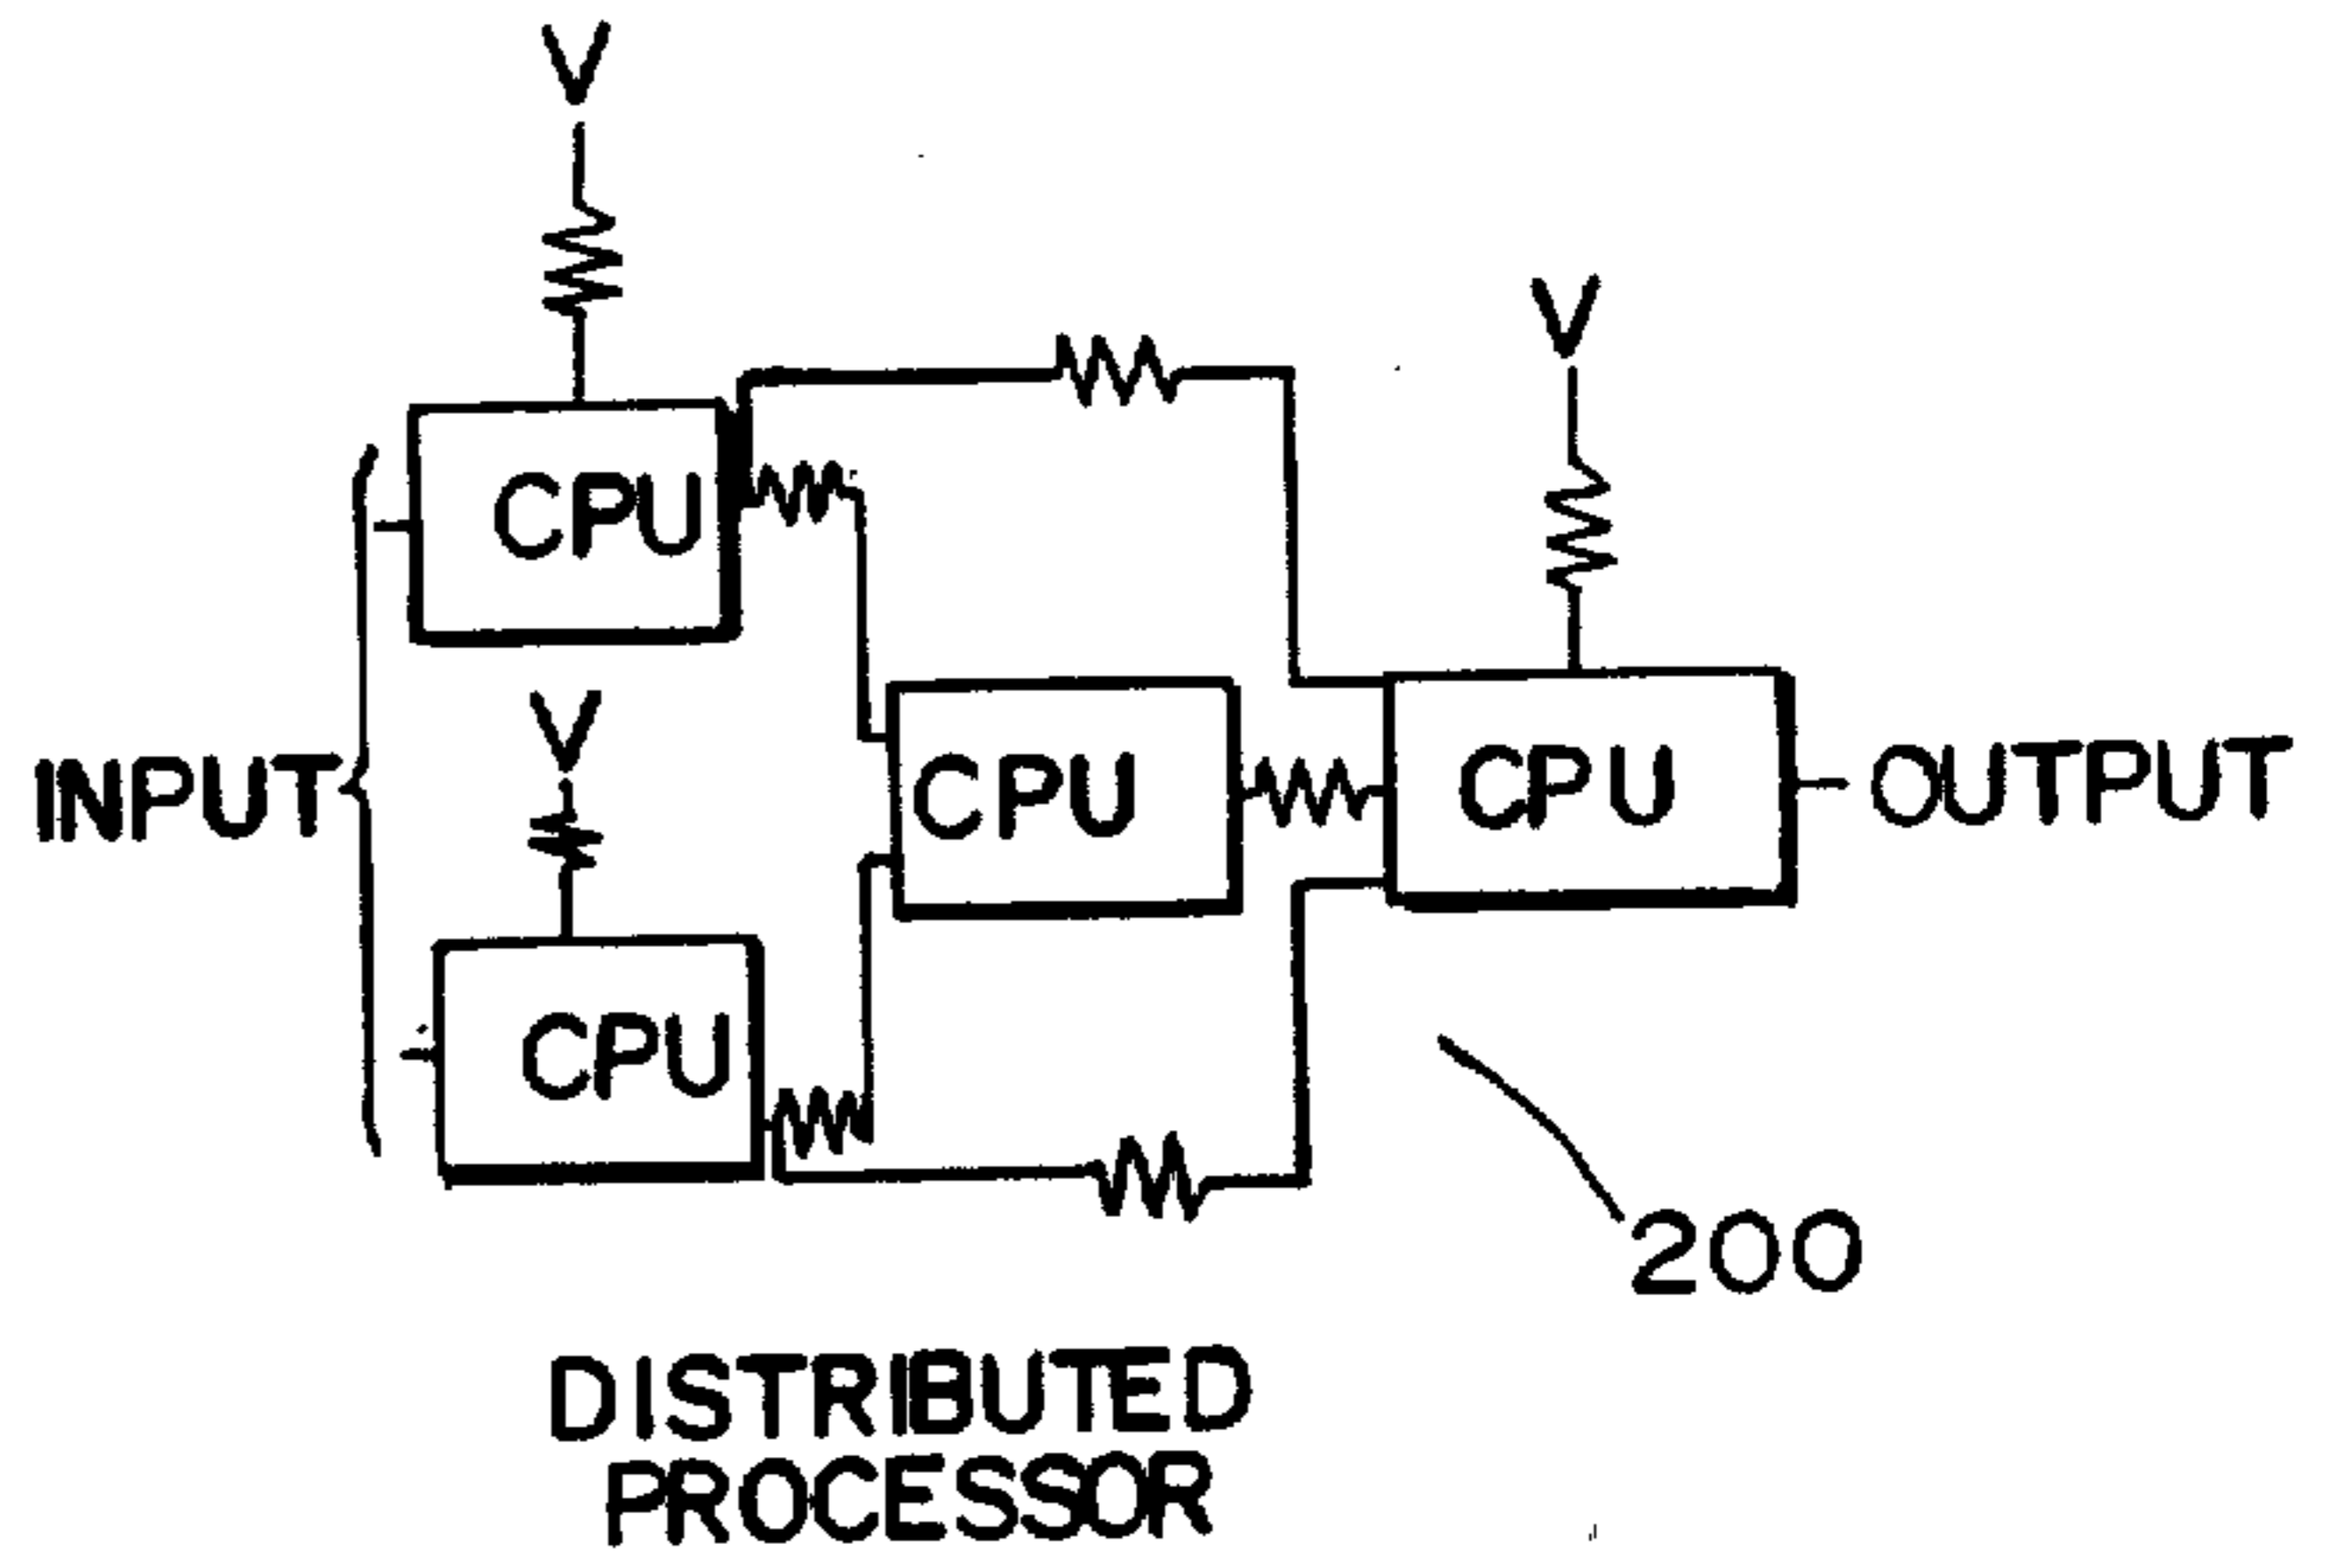 V
V
CPU
V
INPUT
CPU
CPU
OUTPUT
CPU
200
DISTRIBUTED
PROCESSOR